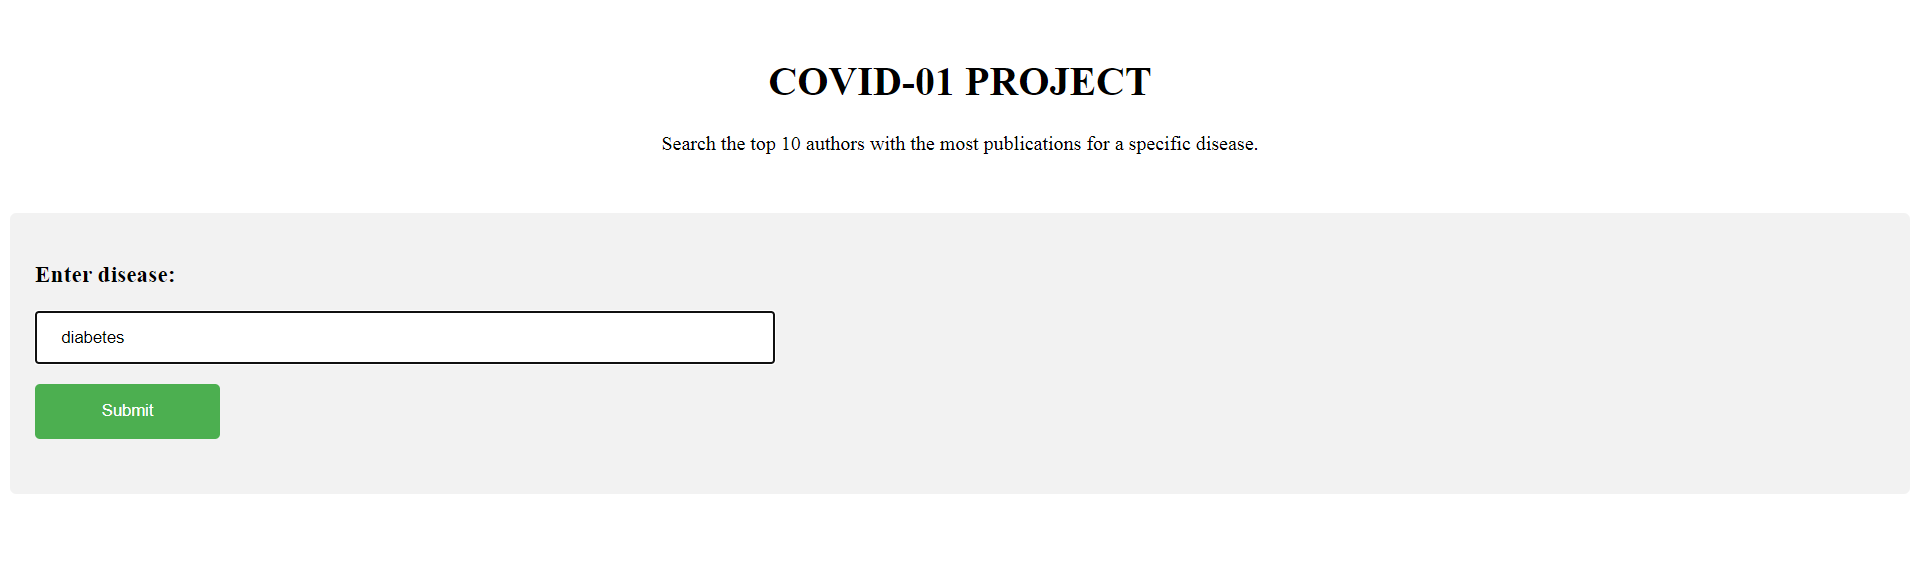 COVID-01 PROJECT
Search the top 10 authors with the most publications for a specific disease.
Enter disease:
diabetes
Submit